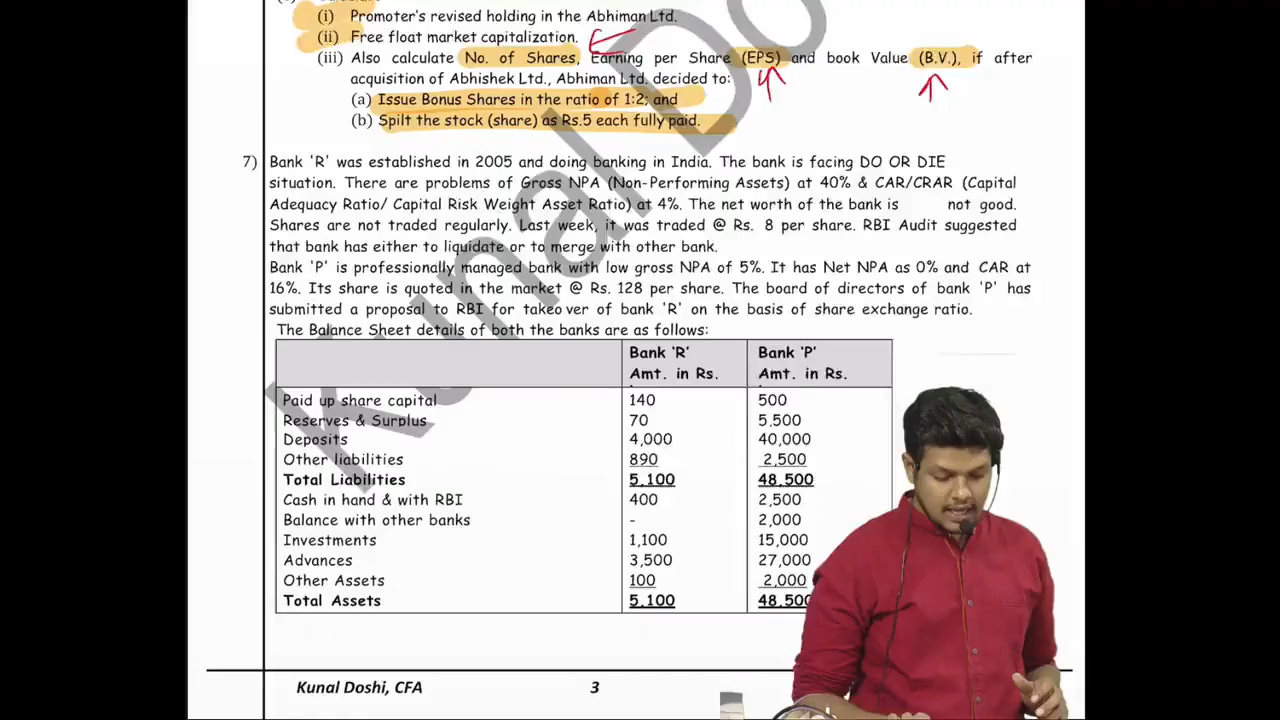 (i) Promoter's revised holding in the Abhiman Ltd.
(ii) Free float market capitalization.
(iii) Also calculate No. of Shares, Earning per Share (EPS) and book Value (B.V.), if after
acquisition of Abhishek Ltd., Abhiman Ltd. decided to:
(a) Issue Bonus Shares in the ratio of 1:2; and
(b) Spilt the stock (share) as Rs.5 each fully paid.
7) Bank 'R' was established in 2005 and doing banking in India. The bank is facing DO OR DIE
situation. There are problems of Gross NPA (Non-Performing Assets) at 40% & CAR/CRAR (Capital
Adequacy Ratio/ Capital Risk Weight Asset Ratio) at 4%. The net worth of the bank is not good.
Shares are not traded regularly. Last week, it was traded @ Rs. 8 per share. RBI Audit suggested
that bank has either to liquidate or to merge with other bank.
Bank 'P' is professionally managed bank with low gross NPA of 5%. It has Net NPA as 0% and CAR at
16%. Its share is quoted in the market @ Rs. 128 per share. The board of directors of bank 'P' has
submitted a proposal to RBI for takeover of bank 'R' on the basis of share exchange ratio.
The Balance Sheet details of both the banks are as follows:
Bank 'R' Bank 'P'
Amt. in Rs. Amt. in Rs.
Paid up share capital 140 500
Reserves & Surplus 70 5,500
Deposits 4,000 40,000
Other liabilities 890 2,500
Total Liabilities 5,100 48,500
Cash in hand & with RBI 400 2,500
Balance with other banks - 2,000
Investments 1,100 15,000
Advances 3,500 27,000
Other Assets 100 2,000
Total Assets 5,100 48,500
Kunal Doshi, CFA 3
Kunal Do